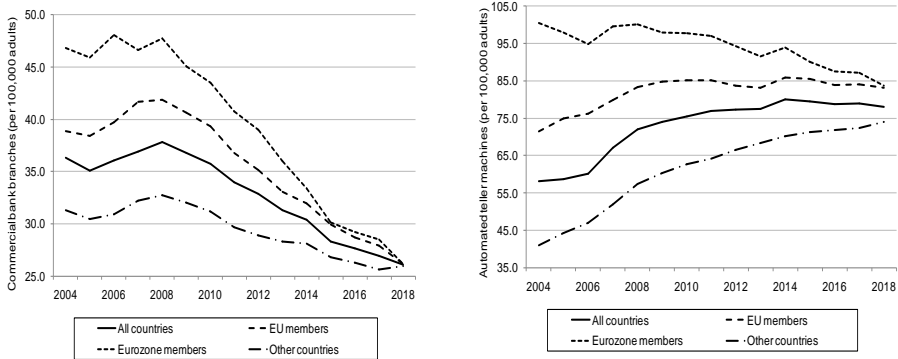 Commercial bank branches (per 100,000 adults)
50.0
45.0
40.0
35.0
30.0
25.0
2004 2006 2008 2010 2012 2014 2016 2018
All countries EU members
Eurozone members Other countries
Automated teller machines (per 100,000 adults)
105.0
95.0
85.0
75.0
65.0
55.0
45.0
35.0
2004 2006 2008 2010 2012 2014 2016 2018
All countries EU members
Eurozone members Other countries